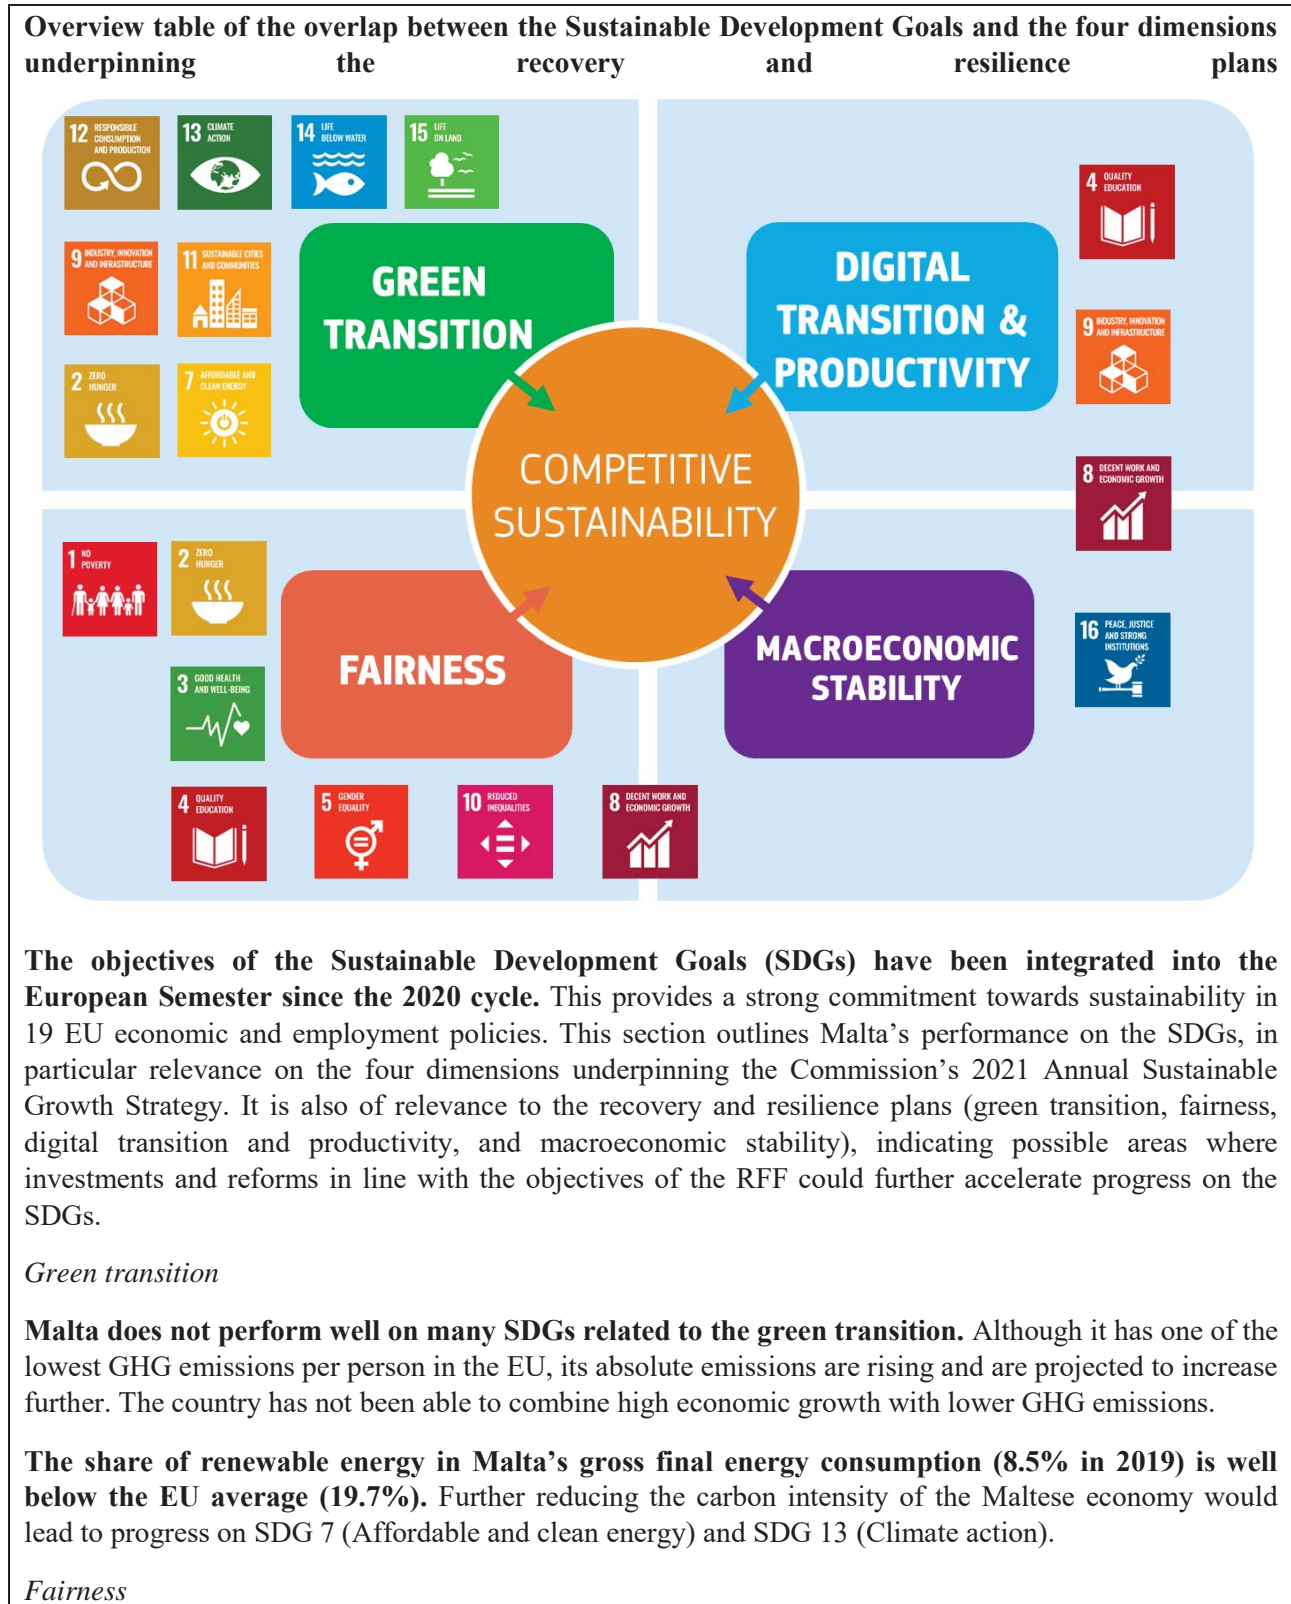 Overview table of the overlap between the Sustainable Development Goals and the four dimensions
underpinning the recovery and resilience plans
12 RESPONSIBLE
CONSUMPTION
AND PRODUCTION
13 CLIMATE
ACTION
14 LIFE
BELOW WATER
15 LIFE
ON LAND
9 INDUSTRY, INNOVATION
AND INFRASTRUCTURE
11 SUSTAINABLE CITIES
AND COMMUNITIES
2 ZERO
HUNGER
7 AFFORDABLE AND
CLEAN ENERGY
GREEN
TRANSITION
DIGITAL
TRANSITION &
PRODUCTIVITY
4 QUALITY
EDUCATION
9 INDUSTRY, INNOVATION
AND INFRASTRUCTURE
8 DECENT WORK AND
ECONOMIC GROWTH
COMPETITIVE
SUSTAINABILITY
1 NO
POVERTY
2 ZERO
HUNGER
3 GOOD HEALTH
AND WELL-BEING
FAIRNESS
MACROECONOMIC
STABILITY
16 PEACE, JUSTICE
AND STRONG
INSTITUTIONS
4 QUALITY
EDUCATION
5 GENDER
EQUALITY
10 REDUCED
INEQUALITIES
8 DECENT WORK AND
ECONOMIC GROWTH
The objectives of the Sustainable Development Goals (SDGs) have been integrated into the
European Semester since the 2020 cycle. This provides a strong commitment towards sustainability in
19 EU economic and employment policies. This section outlines Malta’s performance on the SDGs, in
particular relevance on the four dimensions underpinning the Commission’s 2021 Annual Sustainable
Growth Strategy. It is also of relevance to the recovery and resilience plans (green transition, fairness,
digital transition and productivity, and macroeconomic stability), indicating possible areas where
investments and reforms in line with the objectives of the RFF could further accelerate progress on the
SDGs.
Green transition
Malta does not perform well on many SDGs related to the green transition. Although it has one of the
lowest GHG emissions per person in the EU, its absolute emissions are rising and are projected to increase
further. The country has not been able to combine high economic growth with lower GHG emissions.
The share of renewable energy in Malta’s gross final energy consumption (8.5% in 2019) is well
below the EU average (19.7%). Further reducing the carbon intensity of the Maltese economy would
lead to progress on SDG 7 (Affordable and clean energy) and SDG 13 (Climate action).
Fairness